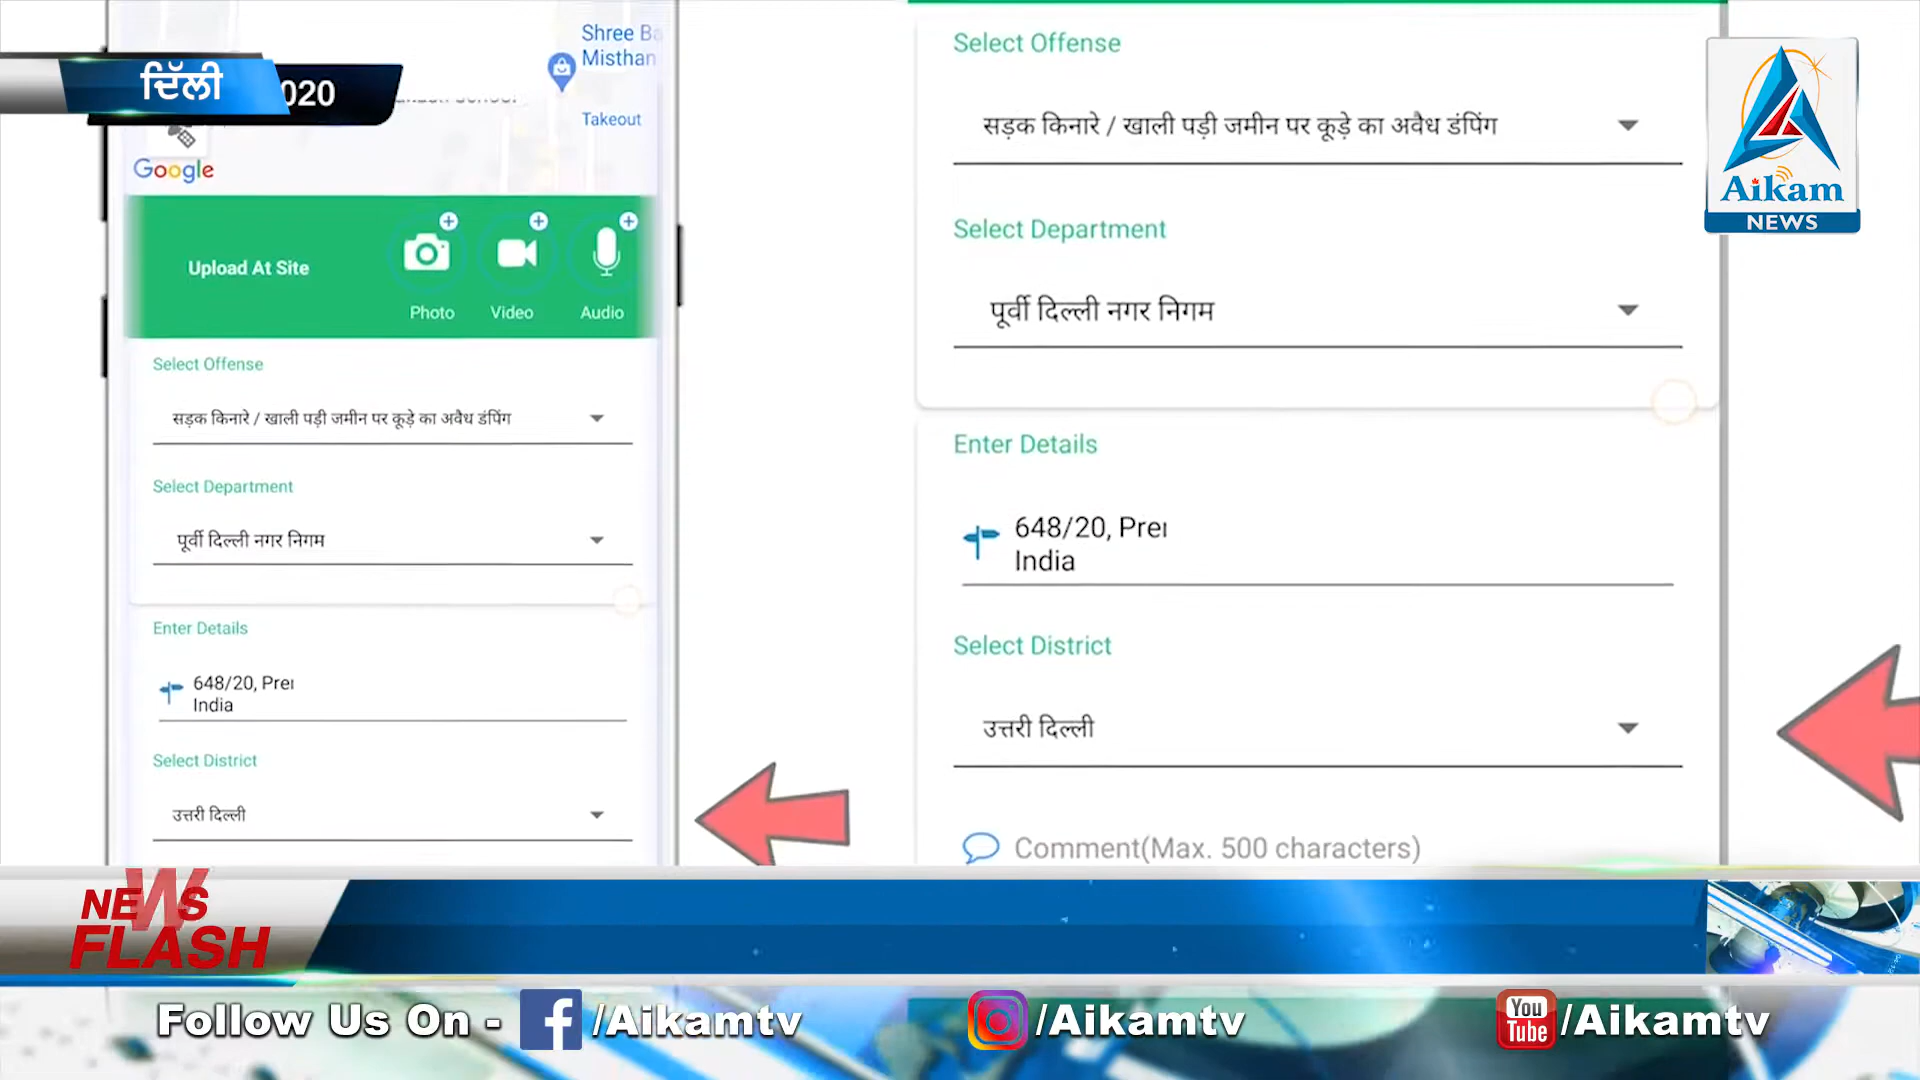 ਦਿੱਲੀ
020
Shree Ba
Misthan
Takeout
Google
Upload At Site
Photo
Video
Audio
Select Offense
सड़क किनारे / खाली पड़ी जमीन पर कूड़े का अवैध डंपिंग
Select Department
पूर्वी दिल्ली नगर निगम
Enter Details
648/20, Prer
India
Select District
उत्तरी दिल्ली
Select Offense
सड़क किनारे / खाली पड़ी जमीन पर कूड़े का अवैध डंपिंग
Select Department
पूर्वी दिल्ली नगर निगम
Enter Details
648/20, Prer
India
Select District
उत्तरी दिल्ली
Comment(Max. 500 characters)
Aikam
NEWS
NEWS
FLASH
Follow Us On - /Aikamtv
/Aikamtv
You
Tube
/Aikamtv